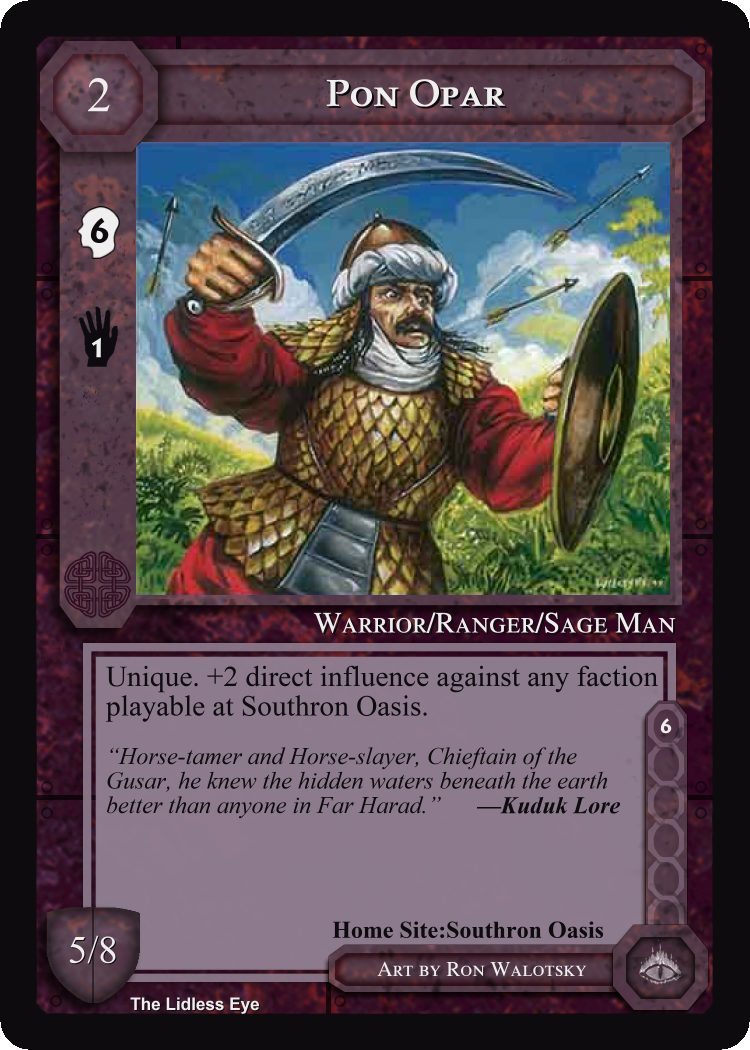 2
Pon Opar
6
1
Warrior/Ranger/Sage Man
Unique. +2 direct influence against any faction
playable at Southron Oasis.
6
“Horse-tamer and Horse-slayer, Chieftain of the
Gusar, he knew the hidden waters beneath the earth
better than anyone in Far Harad.” —Kuduk Lore
Home Site:Southron Oasis
5/8
Art by Ron Walotsky
The Lidless Eye